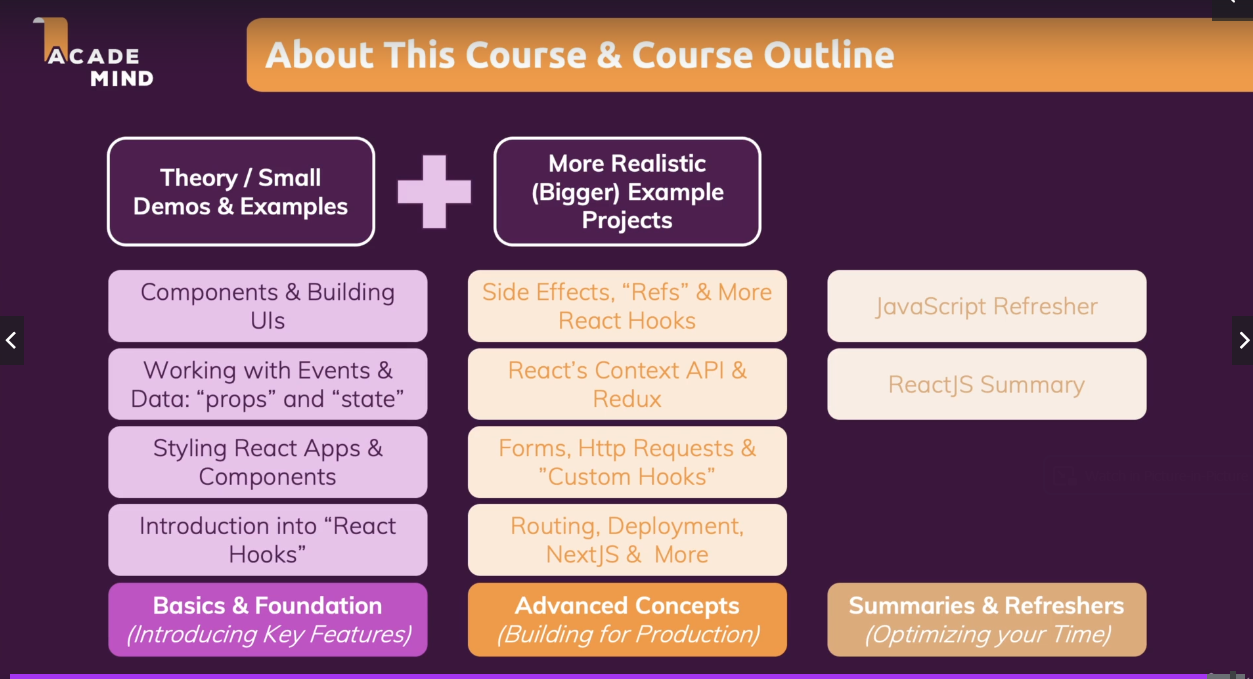 ACADE
MIND
About This Course & Course Outline
Theory / Small
Demos & Examples
More Realistic
(Bigger) Example
Projects
Components & Building
UIs
Working with Events &
Data: “props” and “state”
Styling React Apps &
Components
Introduction into “React
Hooks”
Basics & Foundation
(Introducing Key Features)
Side Effects, “Refs” & More
React Hooks
React’s Context API &
Redux
Forms, Http Requests &
”Custom Hooks”
Routing, Deployment,
NextJS &  More
Advanced Concepts
(Building for Production)
JavaScript Refresher
ReactJS Summary
Summaries & Refreshers
(Optimizing your Time)